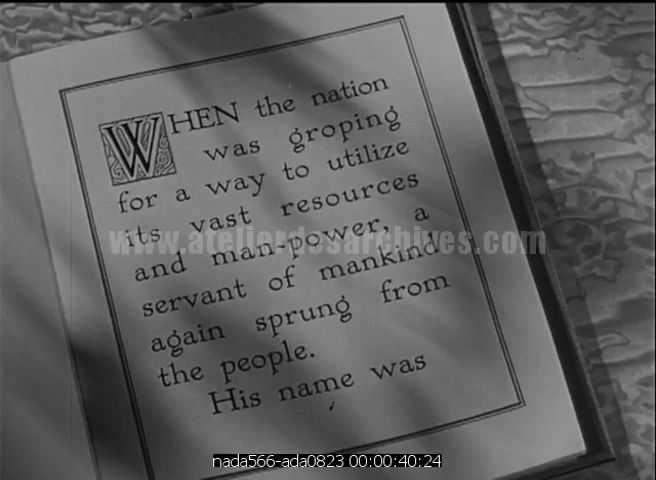 WHEN the nation
was groping
for a way to utilize
its vast resources
and man-power, a
servant of mankind
again sprung from
the people.
His name was
www.atelierdesarchives.com
nada566-ada0823 00:00:40:24